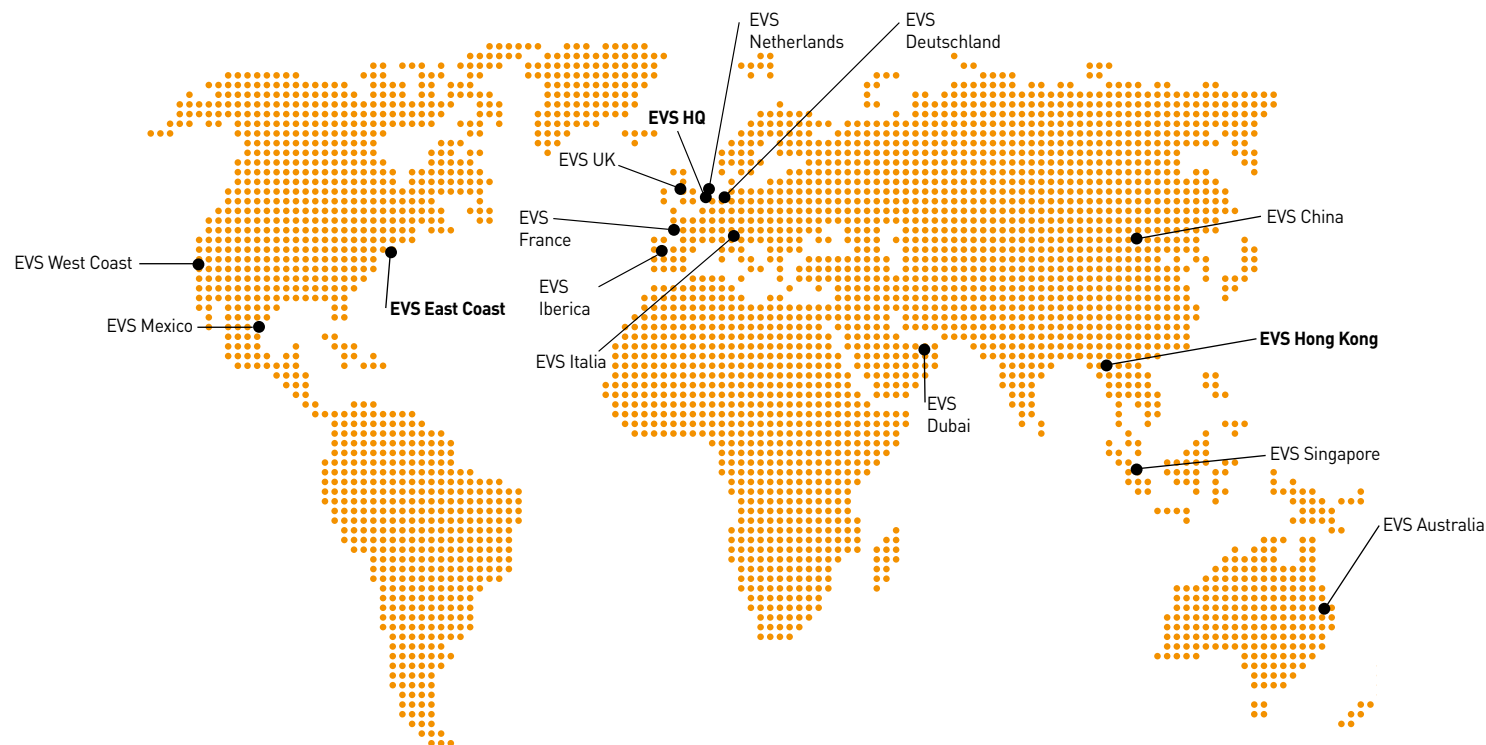 EVS
Netherlands
EVS
Deutschland
EVS HQ
EVS UK
EVS
France
EVS China
EVS West Coast
EVS
Iberica
EVS East Coast
EVS Mexico
EVS Italia
EVS Hong Kong
EVS
Dubai
EVS Singapore
EVS Australia